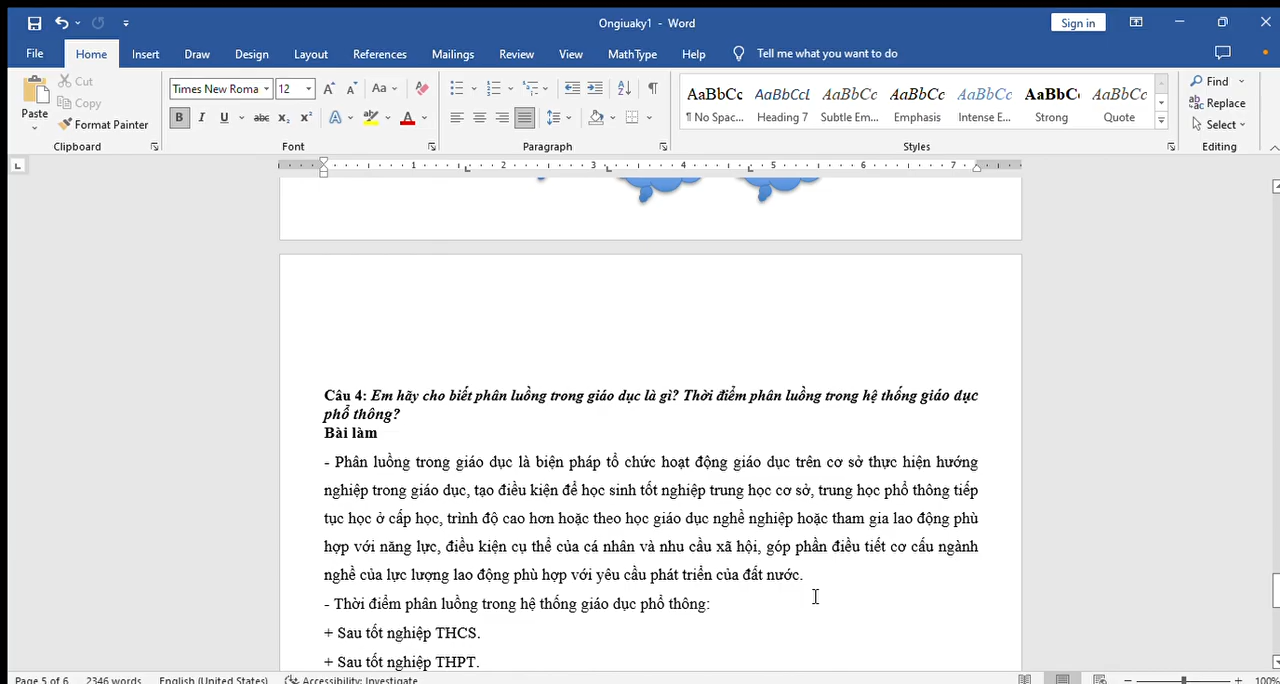 Ongiuaky1 - Word
Sign in
File Home Insert Draw Design Layout References Mailings Review View MathType Help Tell me what you want to do
Paste
Cut
Copy
Format Painter
Clipboard
Times New Roma 12
Font
Paragraph
AaBbCc AaBbCcL AaBbCc AaBbCc AaBbCc AaBbC AaBbCc
¶ No Spac... Heading 7 Subtle Em... Emphasis Intense E... Strong Quote
Styles
Find
Replace
Select
Editing
1 2 3 4 5 6 7
Câu 4: Em hãy cho biết phân luồng trong giáo dục là gì? Thời điểm phân luồng trong hệ thống giáo dục
phổ thông?
Bài làm
- Phân luồng trong giáo dục là biện pháp tổ chức hoạt động giáo dục trên cơ sở thực hiện hướng
nghiệp trong giáo dục, tạo điều kiện để học sinh tốt nghiệp trung học cơ sở, trung học phổ thông tiếp
tục học ở cấp học, trình độ cao hơn hoặc theo học giáo dục nghề nghiệp hoặc tham gia lao động phù
hợp với năng lực, điều kiện cụ thể của cá nhân và nhu cầu xã hội, góp phần điều tiết cơ cấu ngành
nghề của lực lượng lao động phù hợp với yêu cầu phát triển của đất nước.
- Thời điểm phân luồng trong hệ thống giáo dục phổ thông:
+ Sau tốt nghiệp THCS.
+ Sau tốt nghiệp THPT.
Page 5 of 6 2346 words English (United States) Accessibility: Investigate 100%